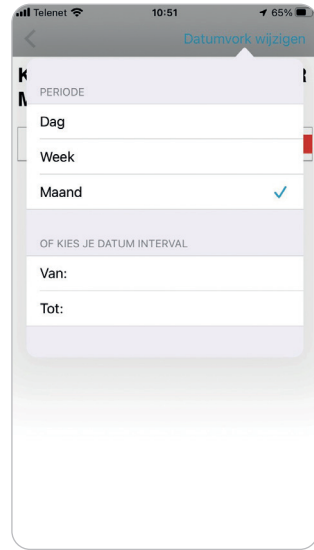 Telenet 10:51 65%
Datumvork wijzigen
K R
M
PERIODE
Dag
Week
Maand
OF KIES JE DATUM INTERVAL
Van:
Tot: